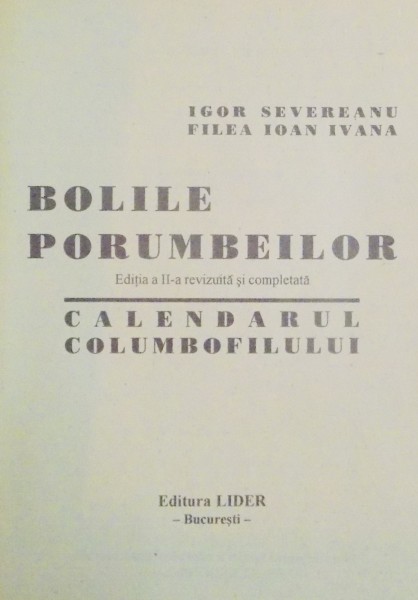 IGOR SEVEREANU
FILEA IOAN IVANA
BOLILE
PORUMBEILOR
Ediția a II-a revizuită și completată
CALENDARUL
COLUMBOFILULUI
Editura LIDER
– București –